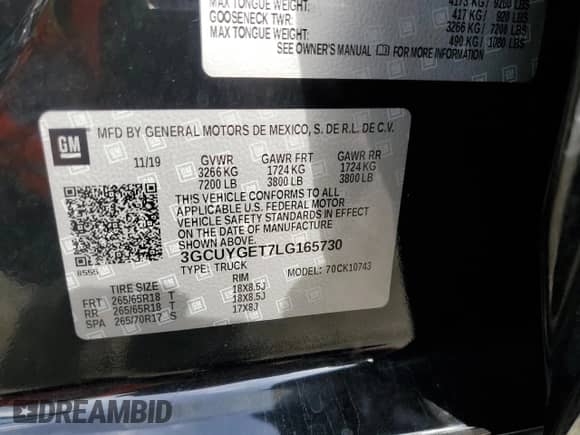 MAX TONGUE WEIGHT: 4173 KG / 9200 LBS
GOOSENECK TWR: 417 KG / 920 LBS
MAX TONGUE WEIGHT: 3266 KG / 7200 LBS
490 KG / 1080 LBS
SEE OWNER'S MANUAL FOR MORE INFORMATION
GM
MFD BY GENERAL MOTORS DE MEXICO, S. DE R.L. DE C.V.
11/19 GVWR GAWR FRT GAWR RR
3266 KG 1724 KG 1724 KG
7200 LB 3800 LB 3800 LB
THIS VEHICLE CONFORMS TO ALL
APPLICABLE U.S. FEDERAL MOTOR
VEHICLE SAFETY STANDARDS IN EFFECT ON
THE DATE OF MANUFACTURE SHOWN ABOVE.
3GCUYGET7LG165730
TYPE: TRUCK MODEL: 70CK10743
TIRE SIZE RIM
FRT 265/65R18 T 18X8.5J
RR 265/65R18 T 18X8.5J
SPA 265/70R17 S 17X8J
DREAMBID